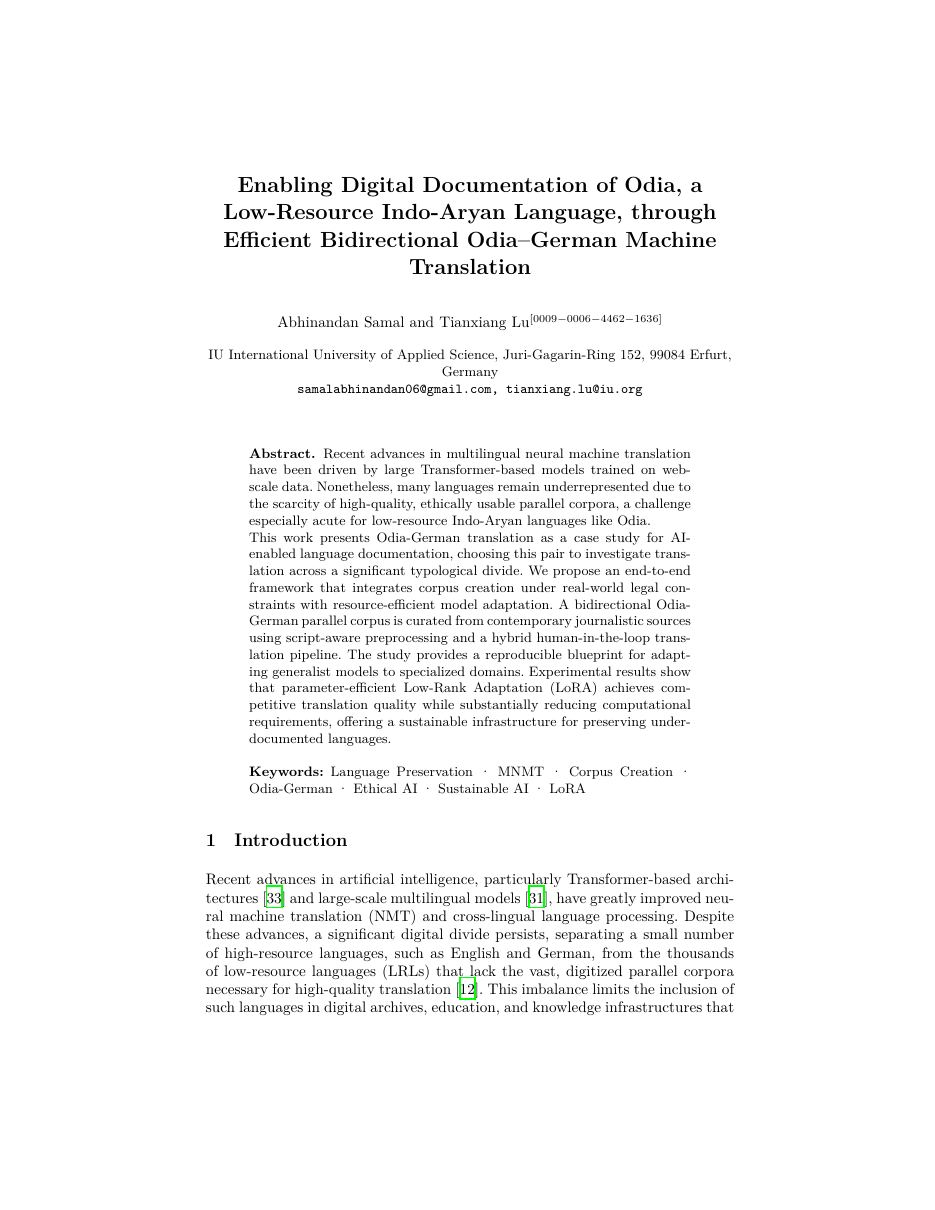 Enabling Digital Documentation of Odia, a
Low-Resource Indo-Aryan Language, through
Efficient Bidirectional Odia–German Machine
Translation
Abhinandan Samal and Tianxiang Lu[0009−0006−4462−1636]
IU International University of Applied Science, Juri-Gagarin-Ring 152, 99084 Erfurt,
Germany
samalabhinandan06@gmail.com, tianxiang.lu@iu.org
Abstract. Recent advances in multilingual neural machine translation
have been driven by large Transformer-based models trained on web-
scale data. Nonetheless, many languages remain underrepresented due to
the scarcity of high-quality, ethically usable parallel corpora, a challenge
especially acute for low-resource Indo-Aryan languages like Odia.
This work presents Odia-German translation as a case study for AI-
enabled language documentation, choosing this pair to investigate trans-
lation across a significant typological divide. We propose an end-to-end
framework that integrates corpus creation under real-world legal con-
straints with resource-efficient model adaptation. A bidirectional Odia-
German parallel corpus is curated from contemporary journalistic sources
using script-aware preprocessing and a hybrid human-in-the-loop trans-
lation pipeline. The study provides a reproducible blueprint for adapt-
ing generalist models to specialized domains. Experimental results show
that parameter-efficient Low-Rank Adaptation (LoRA) achieves com-
petitive translation quality while substantially reducing computational
requirements, offering a sustainable infrastructure for preserving under-
documented languages.
Keywords: Language Preservation · MNMT · Corpus Creation ·
Odia-German · Ethical AI · Sustainable AI · LoRA
1 Introduction
Recent advances in artificial intelligence, particularly Transformer-based archi-
tectures [33] and large-scale multilingual models [31], have greatly improved neu-
ral machine translation (NMT) and cross-lingual language processing. Despite
these advances, a significant digital divide persists, separating a small number
of high-resource languages, such as English and German, from the thousands
of low-resource languages (LRLs) that lack the vast, digitized parallel corpora
necessary for high-quality translation [12]. This imbalance limits the inclusion of
such languages in digital archives, education, and knowledge infrastructures that